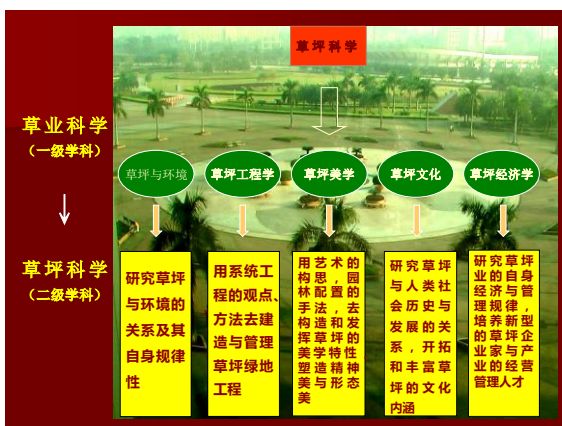 草坪科学
草业科学
（一级学科）
草坪科学
（二级学科）
草坪与环境
草坪工程学
草坪美学
草坪文化
草坪经济学
研究草坪
与环境的
关系及其
自身规律
性
用系统工
程的观点、
方法去建
造与管理
草坪绿地
工程
用艺术的
构思，园
林配置的
手法，去
构造和发
挥草坪的
美学特性
塑造精神
美与形态
美
研究草坪
与人类社
会历史与
发展的关
系，开拓
和丰富草
坪的文化
内涵
研究草坪
业的自身
经济与管
理规律，
培养新型
的草坪企
业家与产
业的经营
管理人才